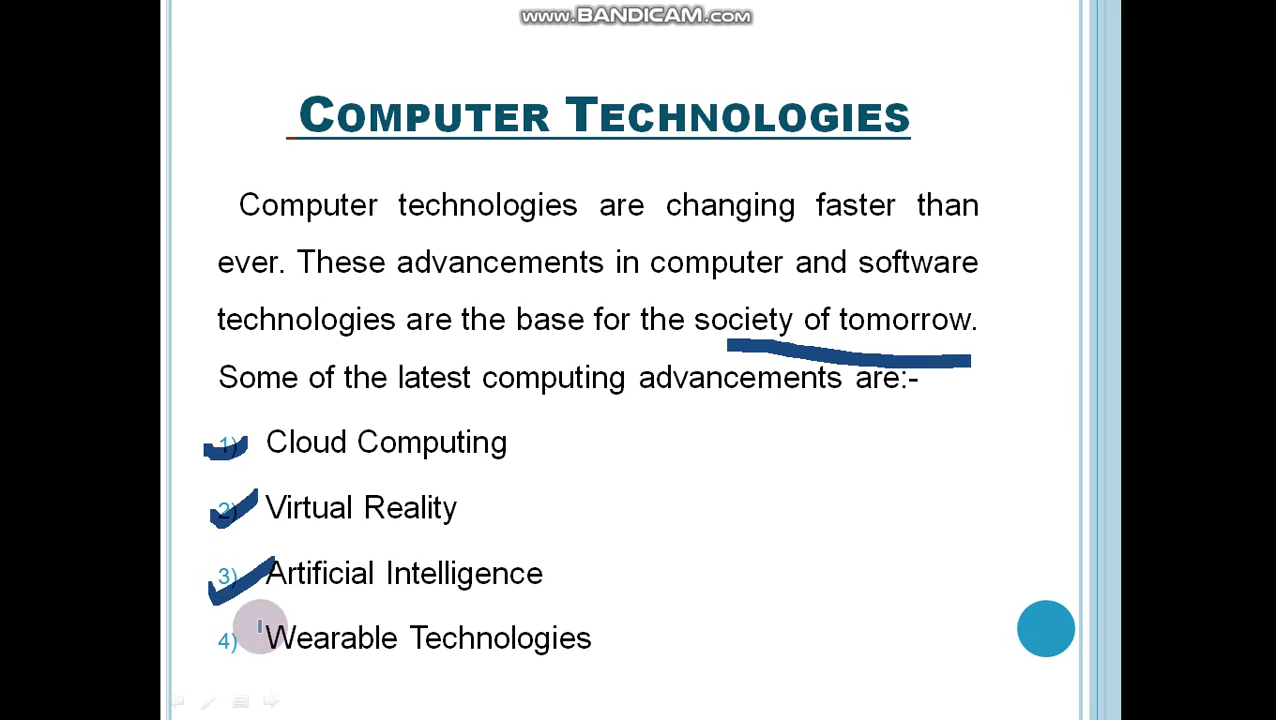 WWW.BANDICAM.COM
COMPUTER TECHNOLOGIES
Computer technologies are changing faster than
ever. These advancements in computer and software
technologies are the base for the society of tomorrow.
Some of the latest computing advancements are:-
1) Cloud Computing
2) Virtual Reality
3) Artificial Intelligence
4) Wearable Technologies